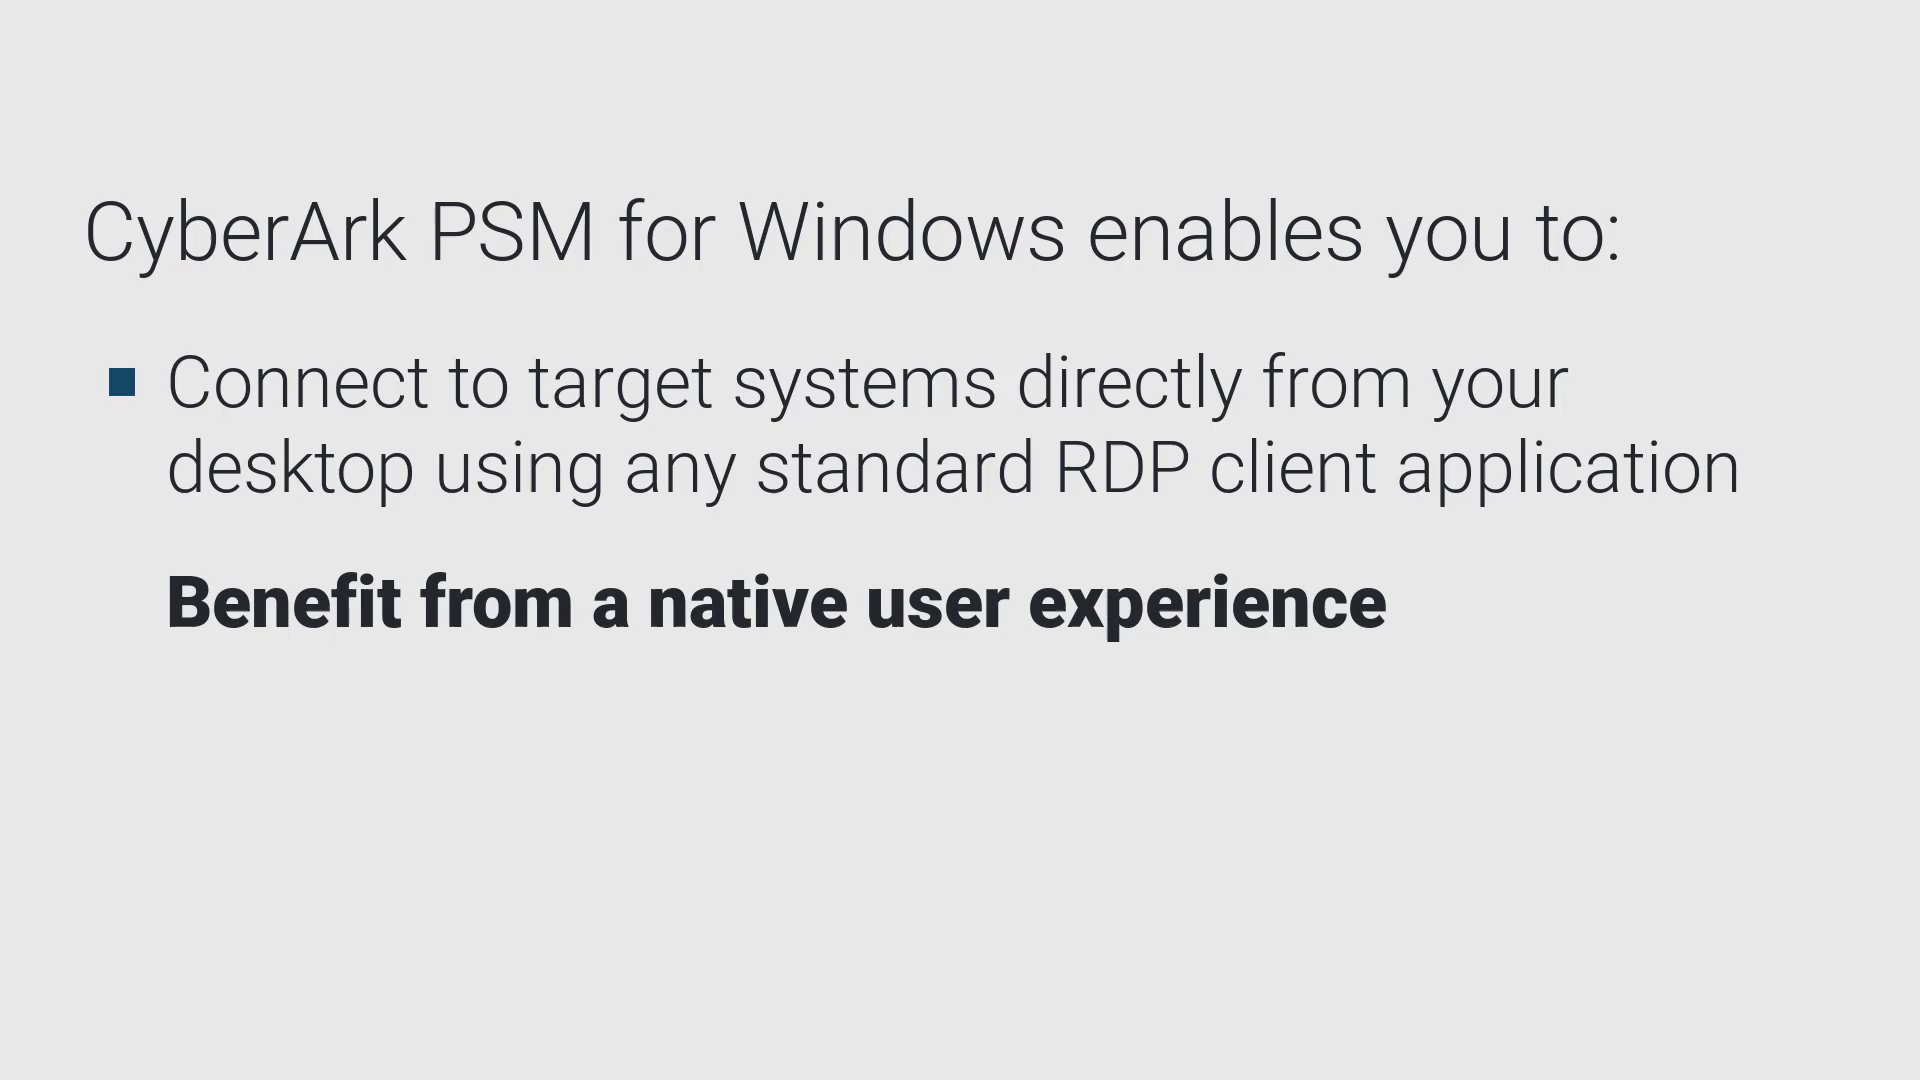 CyberArk PSM for Windows enables you to:
Connect to target systems directly from your
desktop using any standard RDP client application
Benefit from a native user experience